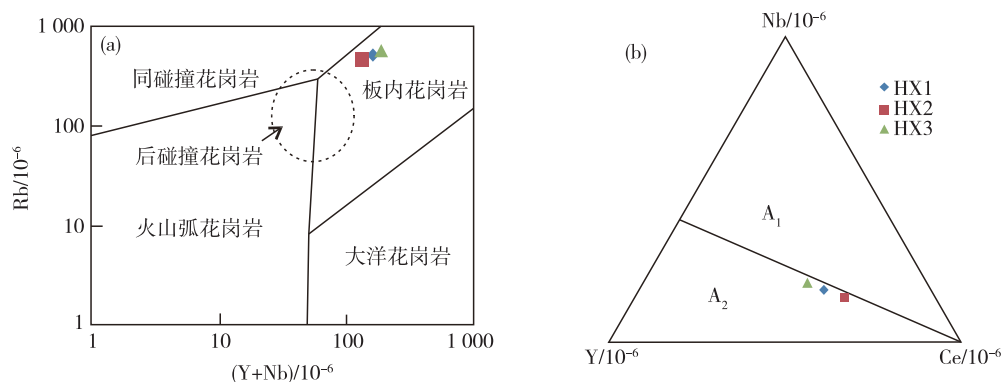 (a)
1 000
100
10
1
Rb/10⁻⁶
同碰撞花岗岩
板内花岗岩
后碰撞花岗岩
火山弧花岗岩
大洋花岗岩
1
10
100
1 000
(Y+Nb)/10⁻⁶
(b)
Nb/10⁻⁶
HX1
HX2
HX3
A₁
A₂
Y/10⁻⁶
Ce/10⁻⁶